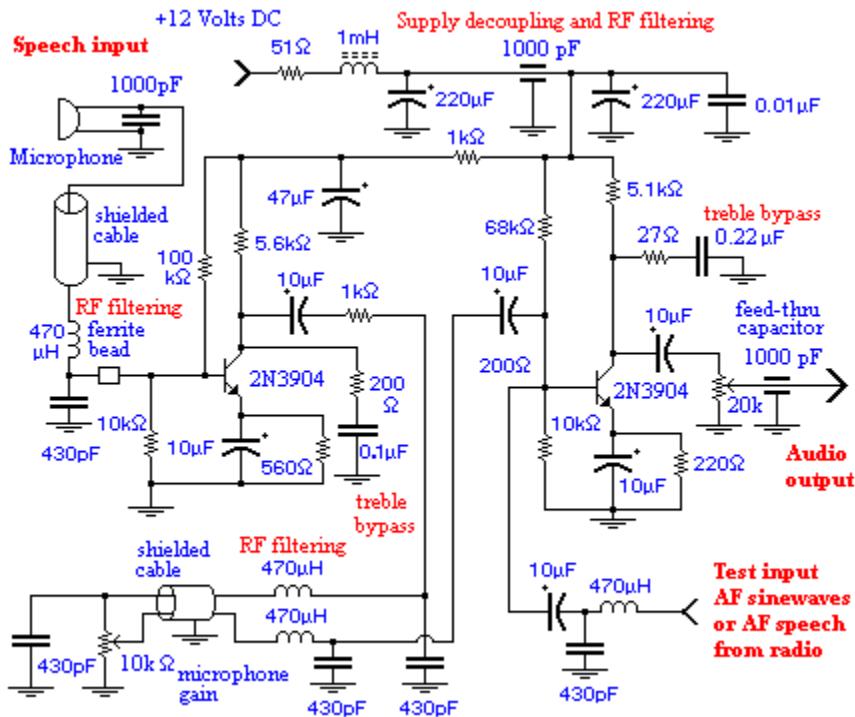 +12 Volts DC
Supply decoupling and RF filtering
Speech input
51Ω
1mH
1000 pF
1000pF
220µF
220µF
0.01µF
Microphone
1kΩ
47µF
5.1kΩ
shielded
cable
5.6kΩ
68kΩ
treble bypass
27Ω
0.22µF
100
kΩ
10µF
1kΩ
10µF
10µF
feed-thru
capacitor
1000 pF
RF filtering
470
µH
ferrite
bead
2N3904
200
Ω
200Ω
2N3904
20k
10kΩ
430pF
10µF
560Ω
0.1µF
10kΩ
10µF
220Ω
Audio
output
treble
bypass
shielded
cable
RF filtering
470µH
470µH
10µF
470µH
Test input
AF sinewaves
or AF speech
from radio
430pF
10k Ω
microphone
gain
430pF
430pF
430pF